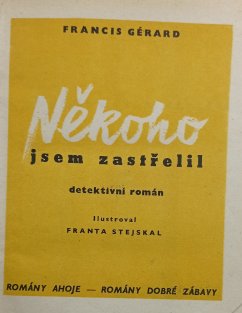 FRANCIS GÉRARD
Někoho
jsem zastřelil
detektivní román
Ilustroval
FRANTA STEJSKAL
ROMÁNY AHOJE — ROMÁNY DOBRÉ ZÁBAVY